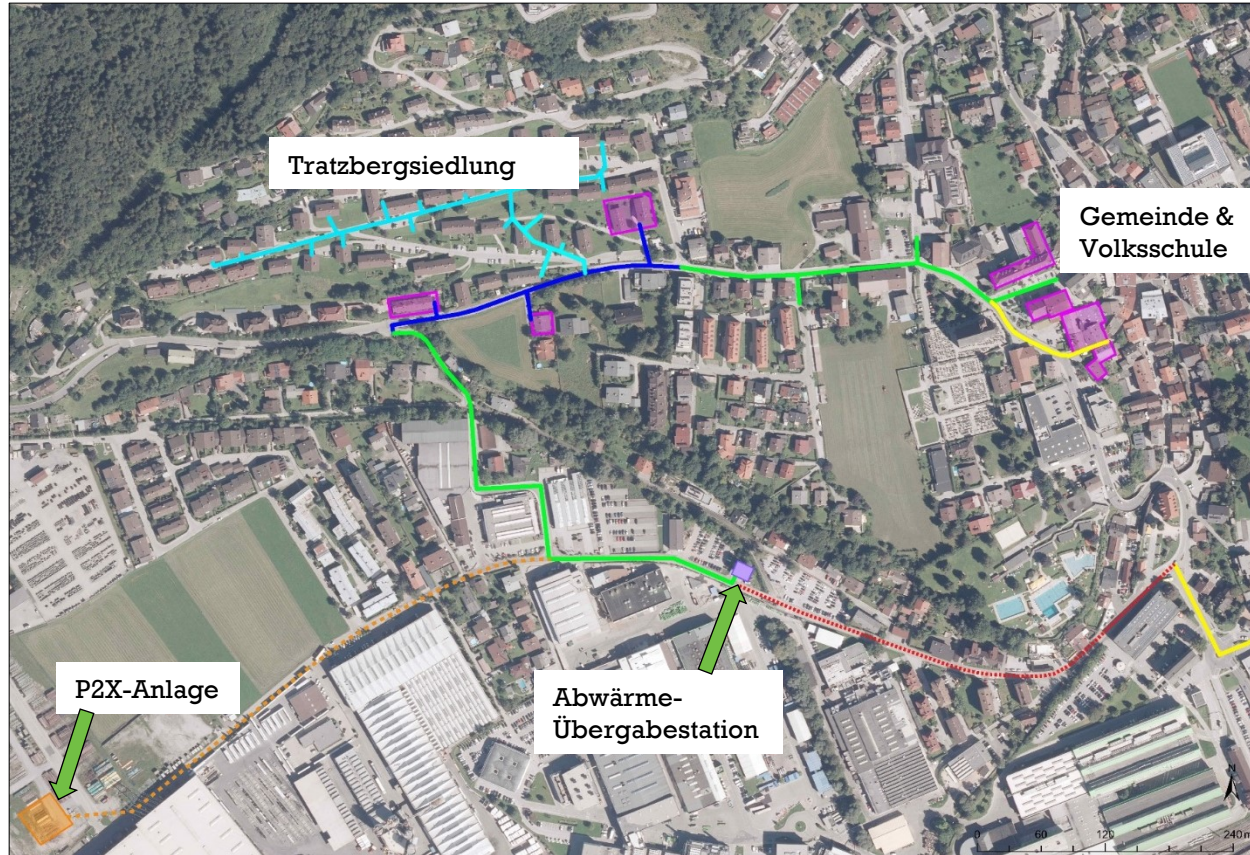 Tratzbergsiedlung
Gemeinde &
Volksschule
P2X-Anlage
Abwärme-
Übergabestation
N
0 60 120 240 m